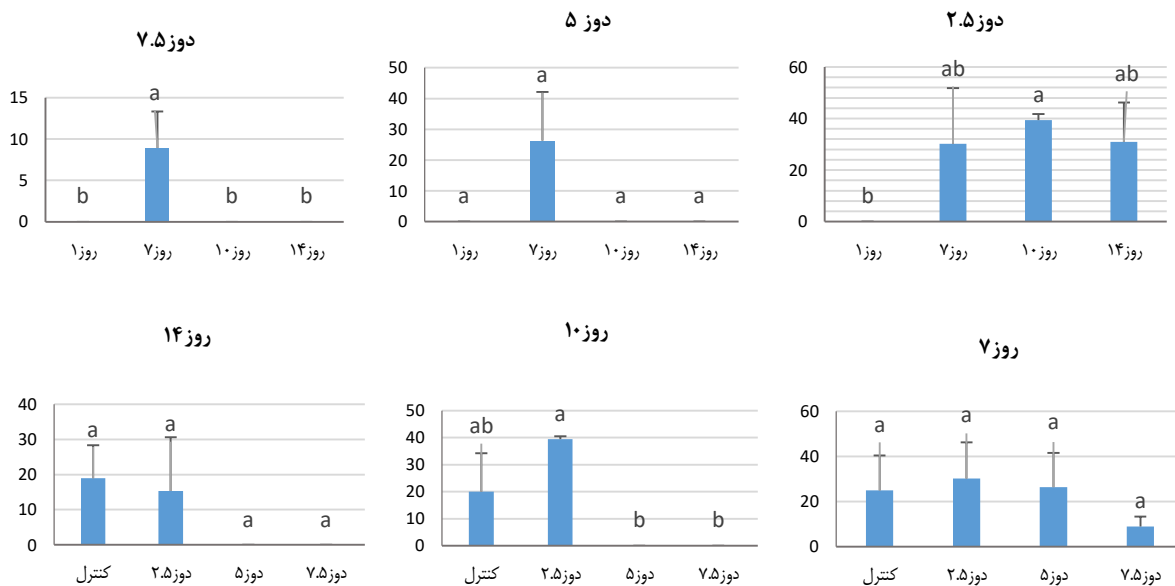 دوز۷.۵
15
10
5
0
b
a
b
b
روز۱
روز۷
روز۱۰
روز۱۴
دوز ۵
50
40
30
20
10
0
a
a
a
a
روز۱
روز۷
روز۱۰
روز۱۴
دوز۲.۵
60
40
20
0
b
ab
a
ab
روز۱
روز۷
روز۱۰
روز۱۴
روز۱۴
40
30
20
10
0
a
a
a
a
کنترل
دوز۲.۵
دوز۵
دوز۷.۵
روز۱۰
50
40
30
20
10
0
ab
a
b
b
کنترل
دوز۲.۵
دوز۵
دوز۷.۵
روز۷
60
40
20
0
a
a
a
a
کنترل
دوز۲.۵
دوز۵
دوز۷.۵